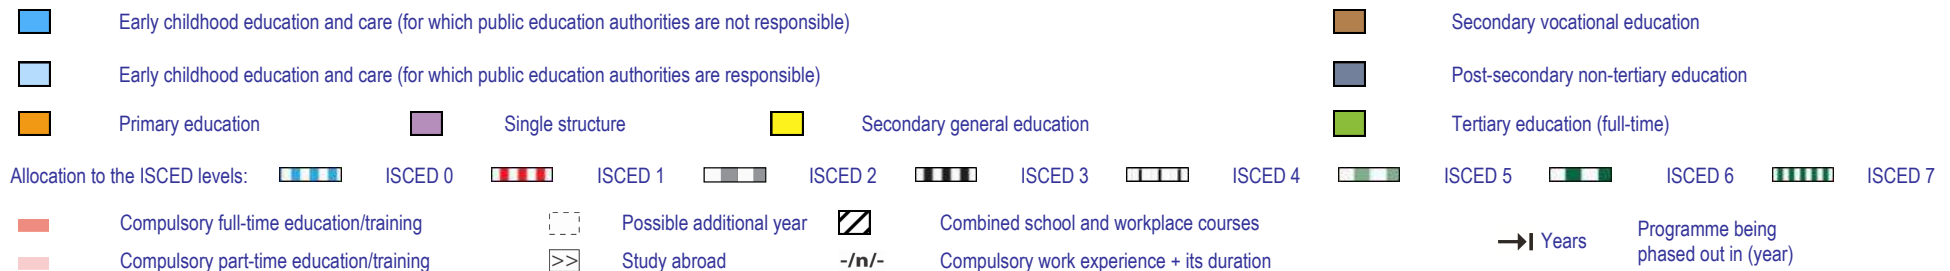 Early childhood education and care (for which public education authorities are not responsible) Secondary vocational education
Early childhood education and care (for which public education authorities are responsible) Post-secondary non-tertiary education
Primary education Single structure Secondary general education Tertiary education (full-time)
Allocation to the ISCED levels: ISCED 0 ISCED 1 ISCED 2 ISCED 3 ISCED 4 ISCED 5 ISCED 6 ISCED 7
Compulsory full-time education/training Possible additional year Combined school and workplace courses
Compulsory part-time education/training >> Study abroad -/n/- Compulsory work experience + its duration
Years Programme being
phased out in (year)